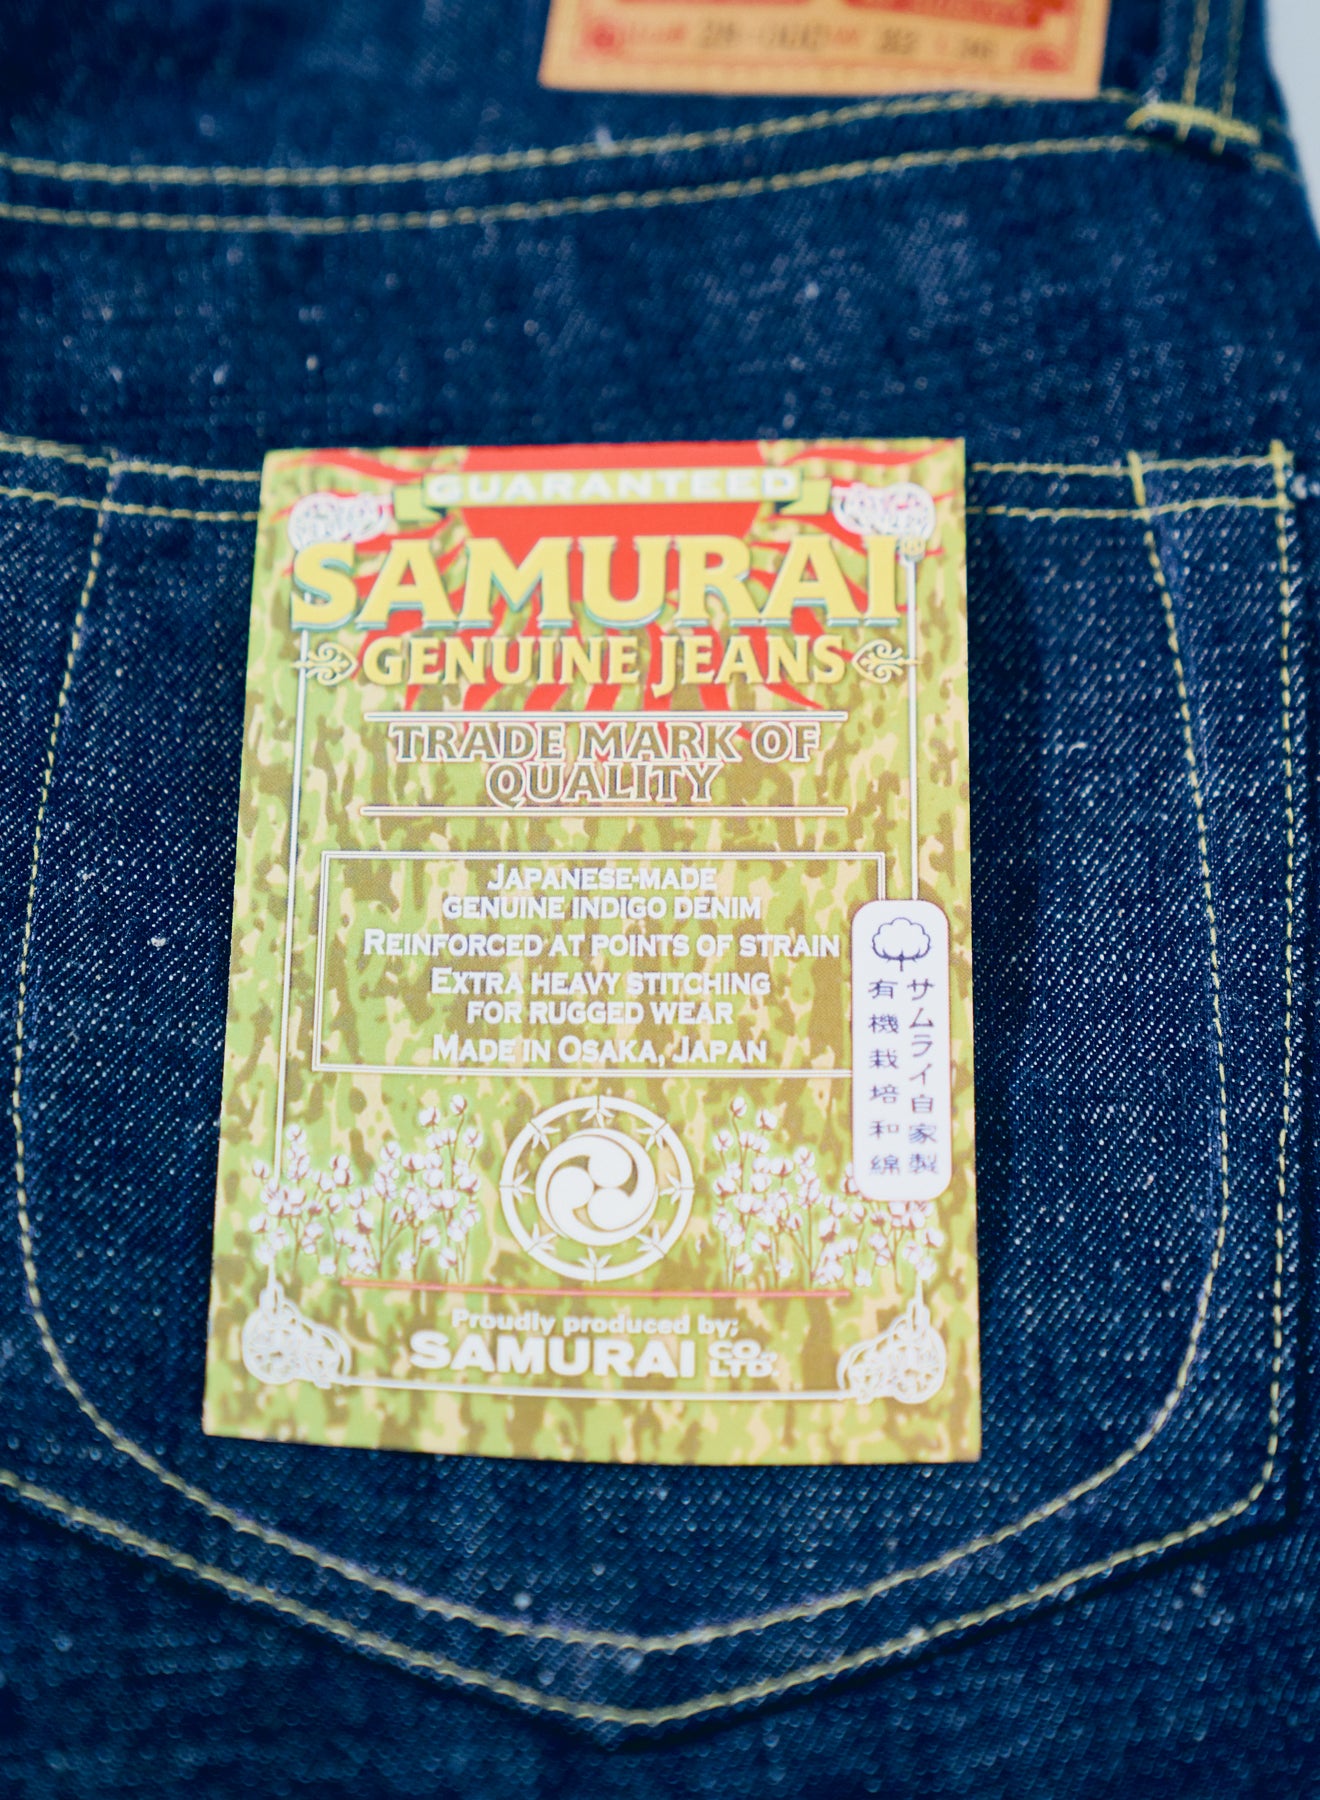 GUARANTEED
SAMURAI®
GENUINE JEANS
TRADE MARK OF
QUALITY
JAPANESE-MADE
GENUINE INDIGO DENIM
REINFORCED AT POINTS OF STRAIN
EXTRA HEAVY STITCHING
FOR RUGGED WEAR
MADE IN OSAKA, JAPAN
サムライ自家製
有機栽培和綿
Proudly produced by;
SAMURAI CO., LTD.